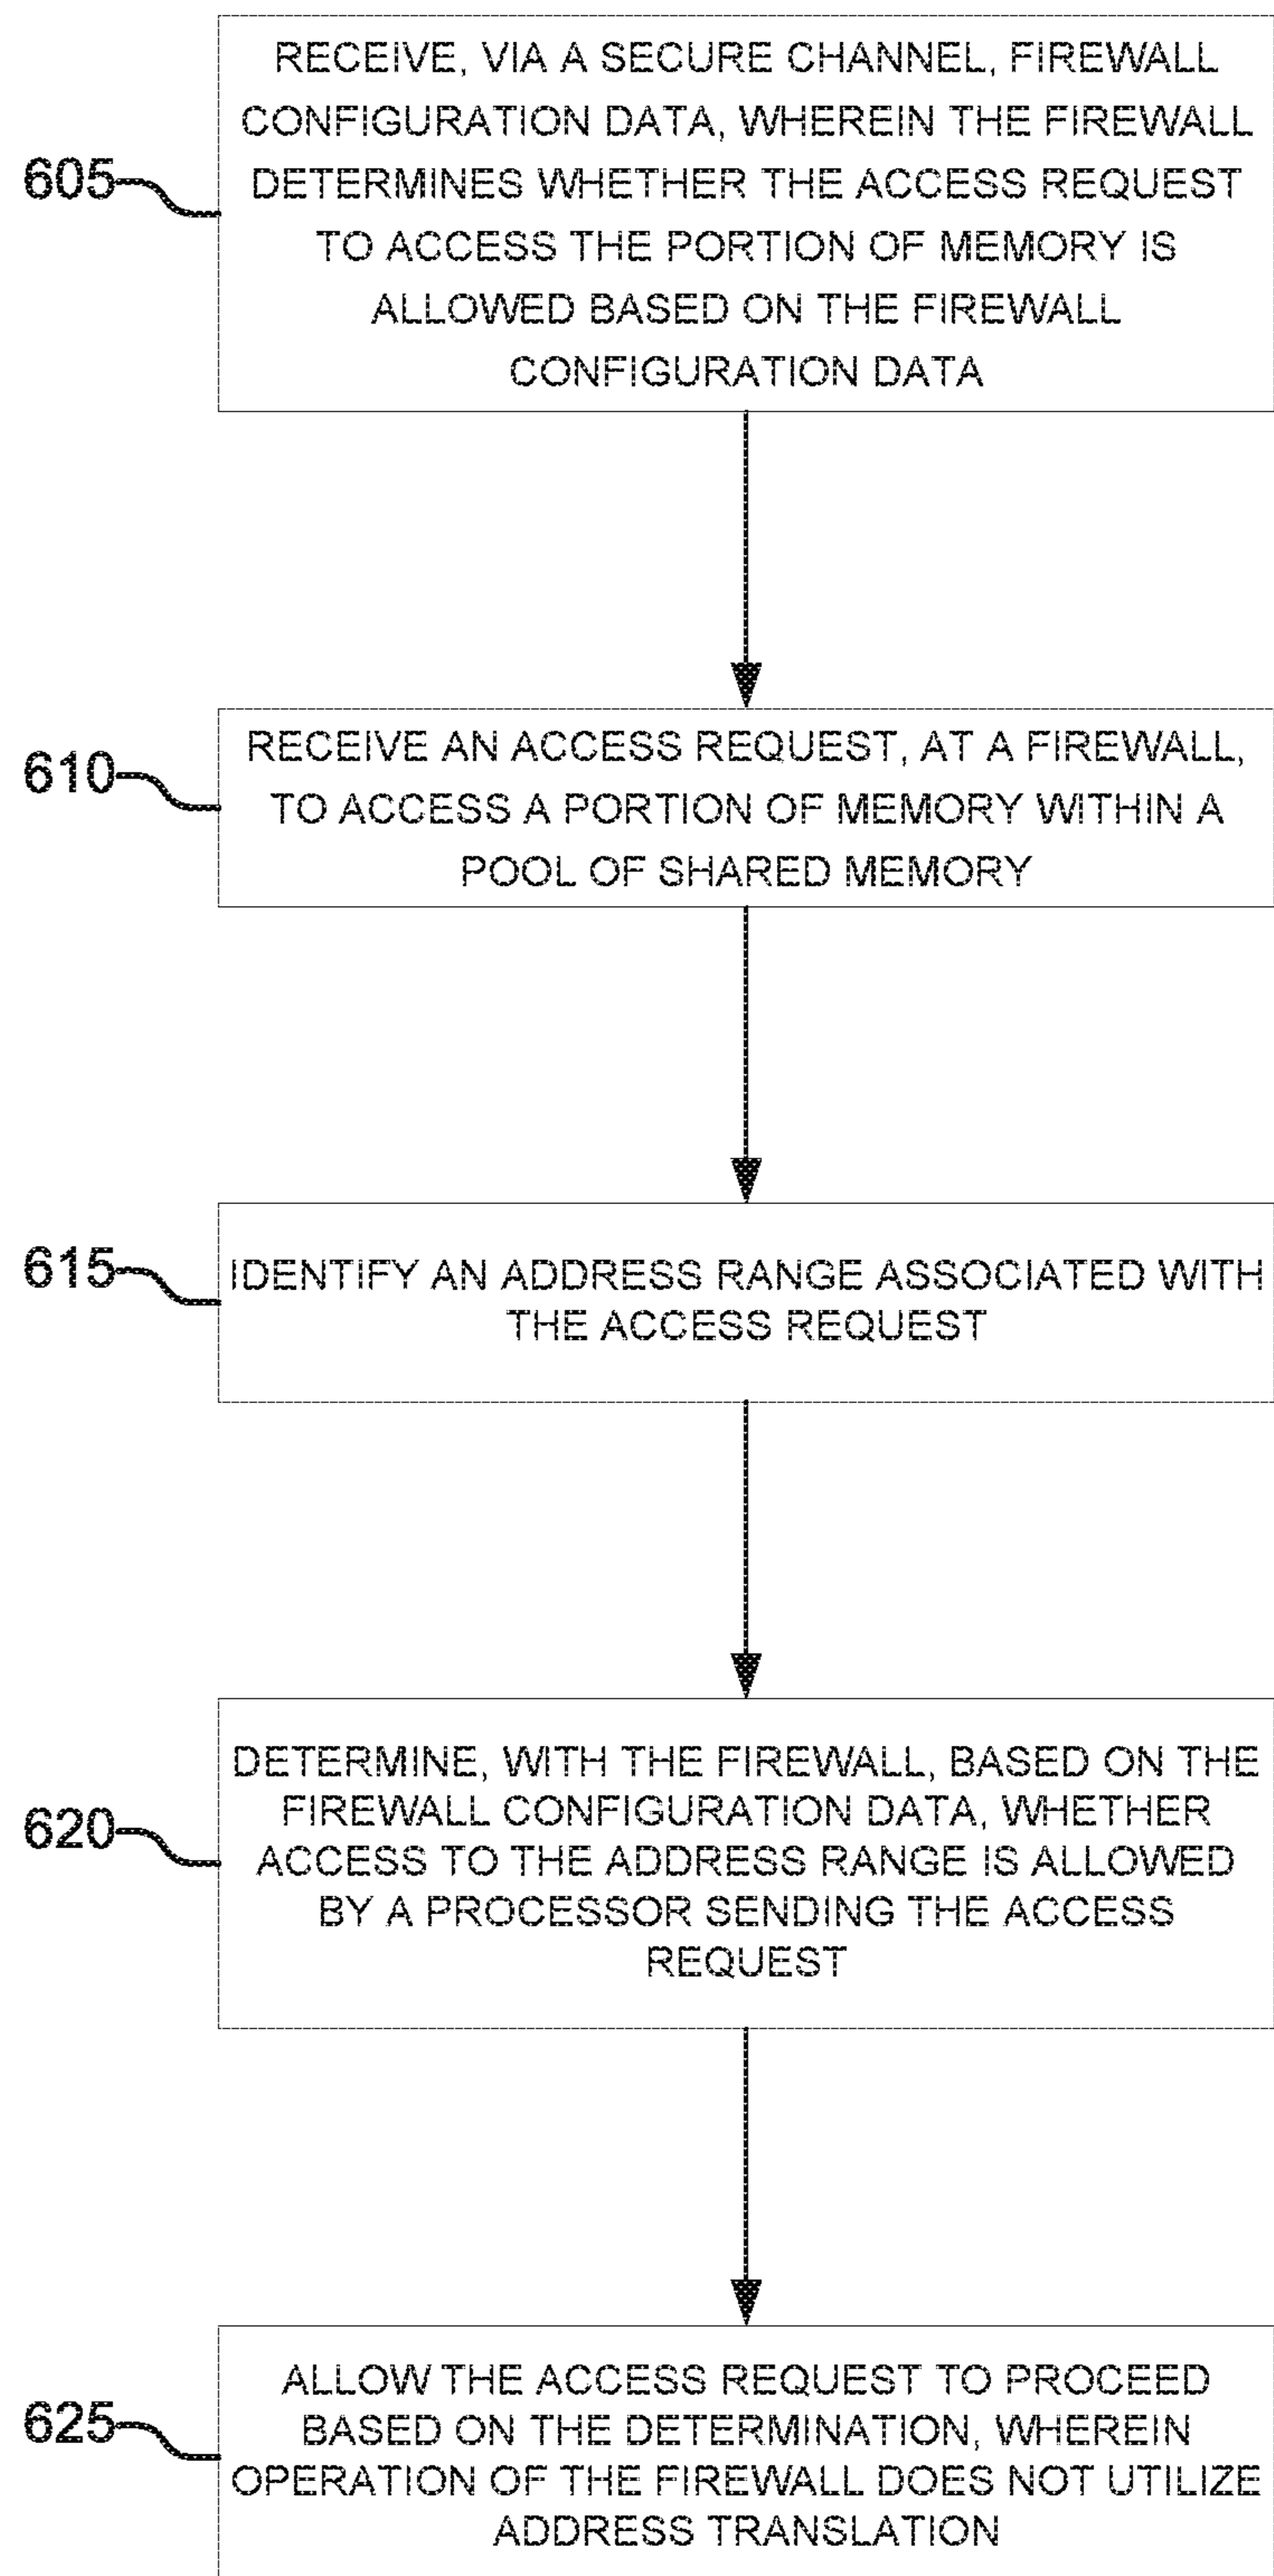 RECEIVE, VIA A SECURE CHANNEL, FIREWALL
CONFIGURATION DATA, WHEREIN THE FIREWALL
DETERMINES WHETHER THE ACCESS REQUEST
TO ACCESS THE PORTION OF MEMORY IS
ALLOWED BASED ON THE FIREWALL
CONFIGURATION DATA
605
RECEIVE AN ACCESS REQUEST, AT A FIREWALL,
TO ACCESS A PORTION OF MEMORY WITHIN A
POOL OF SHARED MEMORY
610
IDENTIFY AN ADDRESS RANGE ASSOCIATED WITH
THE ACCESS REQUEST
615
DETERMINE, WITH THE FIREWALL, BASED ON THE
FIREWALL CONFIGURATION DATA, WHETHER
ACCESS TO THE ADDRESS RANGE IS ALLOWED
BY A PROCESSOR SENDING THE ACCESS
REQUEST
620
ALLOW THE ACCESS REQUEST TO PROCEED
BASED ON THE DETERMINATION, WHEREIN
OPERATION OF THE FIREWALL DOES NOT UTILIZE
ADDRESS TRANSLATION
625